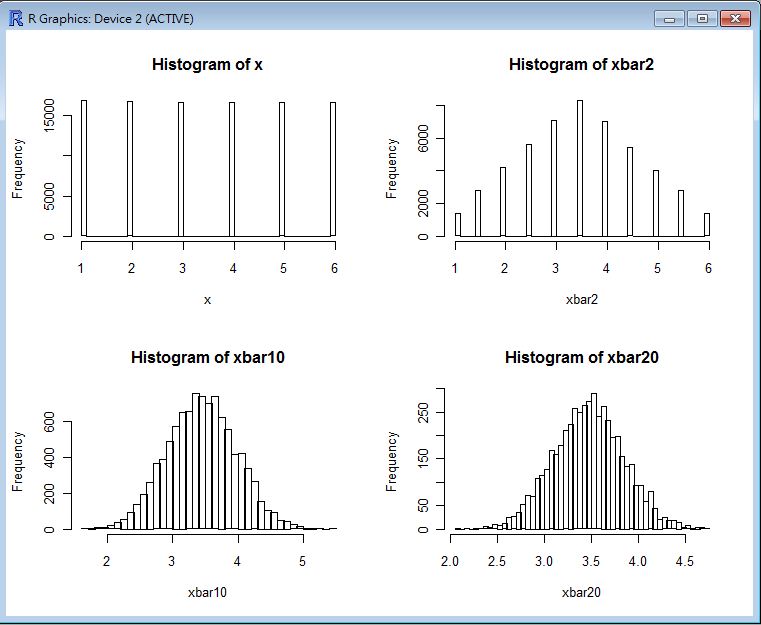 R Graphics: Device 2 (ACTIVE)
Histogram of x
Frequency
0
5000
15000
1 2 3 4 5 6
x
Histogram of xbar2
Frequency
0
2000
6000
1 2 3 4 5 6
xbar2
Histogram of xbar10
Frequency
0
200
400
600
2 3 4 5
xbar10
Histogram of xbar20
Frequency
0
50
150
250
2.0 2.5 3.0 3.5 4.0 4.5
xbar20